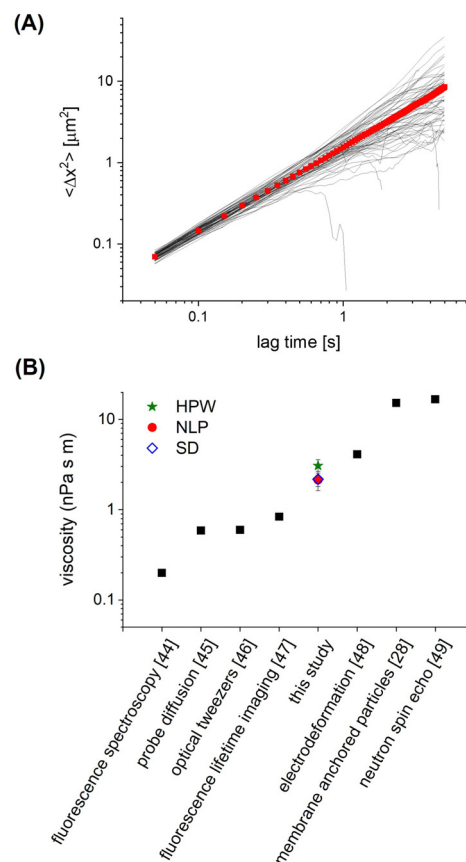 (A)
<Δx²> [μm²]
10
1
0.1
0.1
1
lag time [s]
(B)
viscosity (nPa s m)
10
1
0.1
HPW
NLP
SD
fluorescence spectroscopy [44]
probe diffusion [45]
optical tweezers [46]
fluorescence lifetime imaging [47]
this study
electrodeformation [48]
membrane anchored particles [28]
neutron spin echo [49]